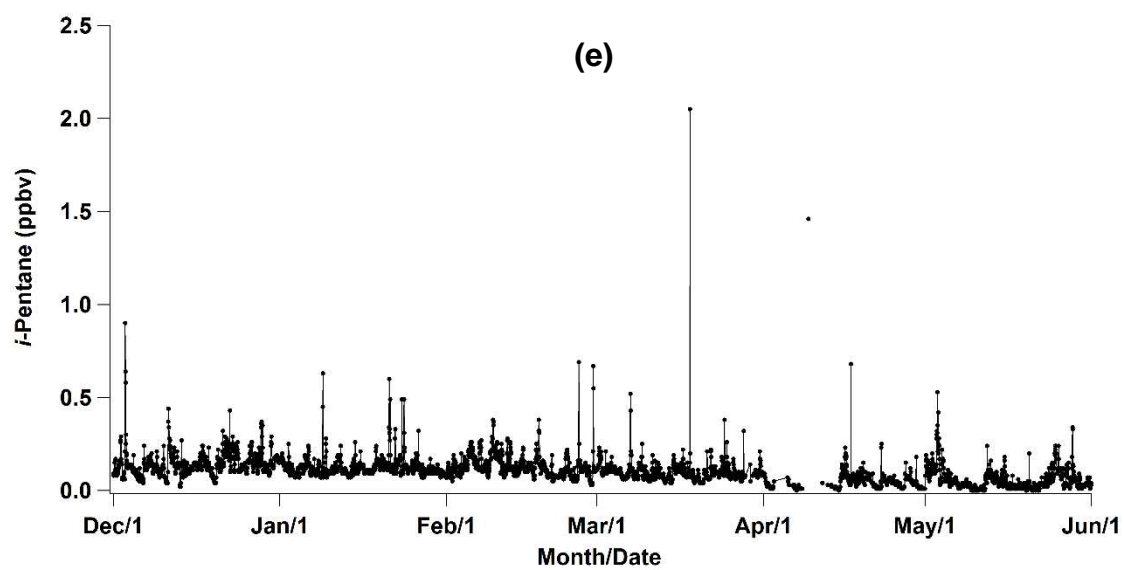 (e)
2.5
2.0
1.5
1.0
0.5
0.0
i-Pentane (ppbv)
Dec/1 Jan/1 Feb/1 Mar/1 Apr/1 May/1 Jun/1
Month/Date